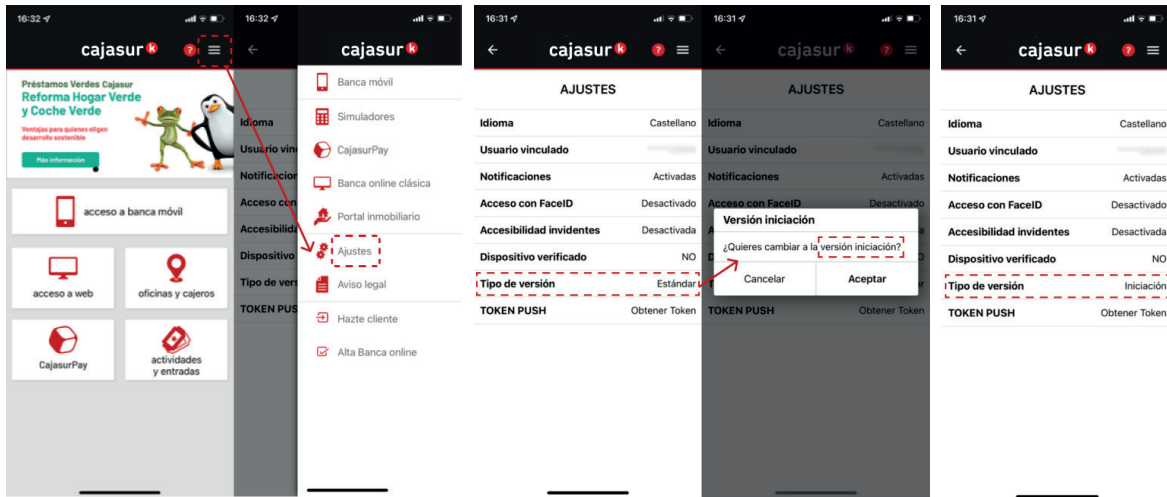 16:32
cajasur k
?
Préstamos Verdes Cajasur
Reforma Hogar Verde
y Coche Verde
Ventajas para quienes eligen
desarrollo sostenible
Más información
acceso a banca móvil
acceso a web
oficinas y cajeros
CajasurPay
actividades
y entradas
16:32
cajasur k
Idioma
Usuario vin
Notificacion
Acceso con
Accesibilida
Dispositivo
Tipo de vers
TOKEN PUS
Banca móvil
Simuladores
CajasurPay
Banca online clásica
Portal inmobiliario
Ajustes
Aviso legal
Hazte cliente
Alta Banca online
16:31
cajasur k
?
AJUSTES
Idioma Castellano
Usuario vinculado
Notificaciones Activadas
Acceso con FaceID Desactivado
Accesibilidad invidentes Desactivada
Dispositivo verificado NO
Tipo de versión Estándar
TOKEN PUSH Obtener Token
16:31
cajasur k
?
AJUSTES
Idioma Castellano
Usuario vinculado
Notificaciones Activadas
Acceso con FaceID Desactivado
Versión iniciación
¿Quieres cambiar a la versión iniciación?
Cancelar Aceptar
TOKEN PUSH Obtener Token
16:31
cajasur k
?
AJUSTES
Idioma Castellano
Usuario vinculado
Notificaciones Activadas
Acceso con FaceID Desactivado
Accesibilidad invidentes Desactivada
Dispositivo verificado NO
Tipo de versión Iniciación
TOKEN PUSH Obtener Token